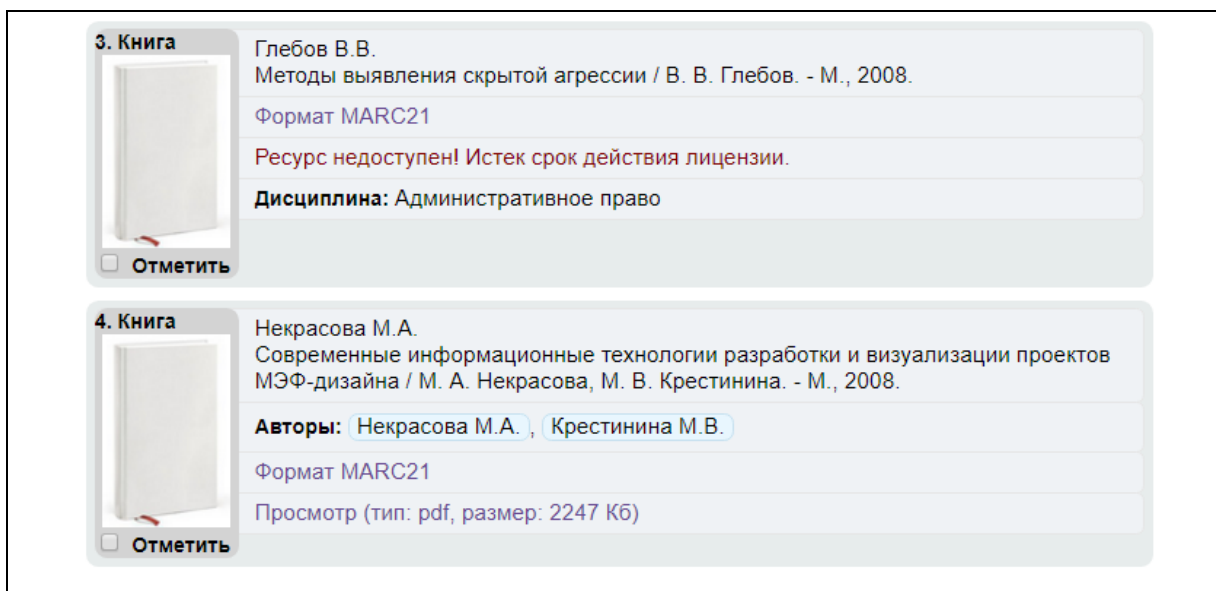 3. Книга
Глебов В.В.
Методы выявления скрытой агрессии / В. В. Глебов. - М., 2008.
Формат MARC21
Ресурс недоступен! Истек срок действия лицензии.
Дисциплина: Административное право
Отметить
4. Книга
Некрасова М.А.
Современные информационные технологии разработки и визуализации проектов
МЭФ-дизайна / М. А. Некрасова, М. В. Крестинина. - М., 2008.
Авторы: Некрасова М.А. , Крестинина М.В.
Формат MARC21
Просмотр (тип: pdf, размер: 2247 Кб)
Отметить